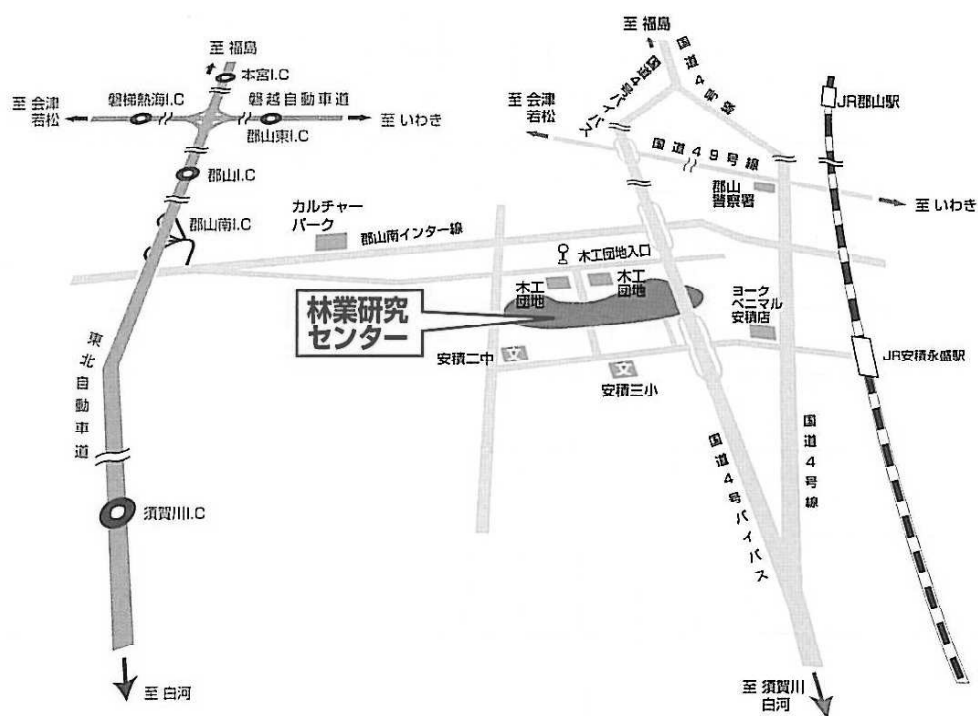 至 福島
本宮I.C
磐梯熱海I.C
磐越自動車道
至 会津
若松
郡山東I.C
至 いわき
郡山I.C
郡山南I.C
カルチャー
パーク
郡山南インター線
東北自動車道
須賀川I.C
至 白河
至 福島
国道4号バイパス
国道4号線
至 会津
若松
国道49号線
郡山
警察署
至 いわき
JR郡山駅
木工団地入口
木工
団地
木工
団地
林業研究
センター
ヨーク
ベニマル
安積店
安積二中
文
文
安積三小
JR安積永盛駅
国道4号バイパス
国道4号線
至 須賀川
白河